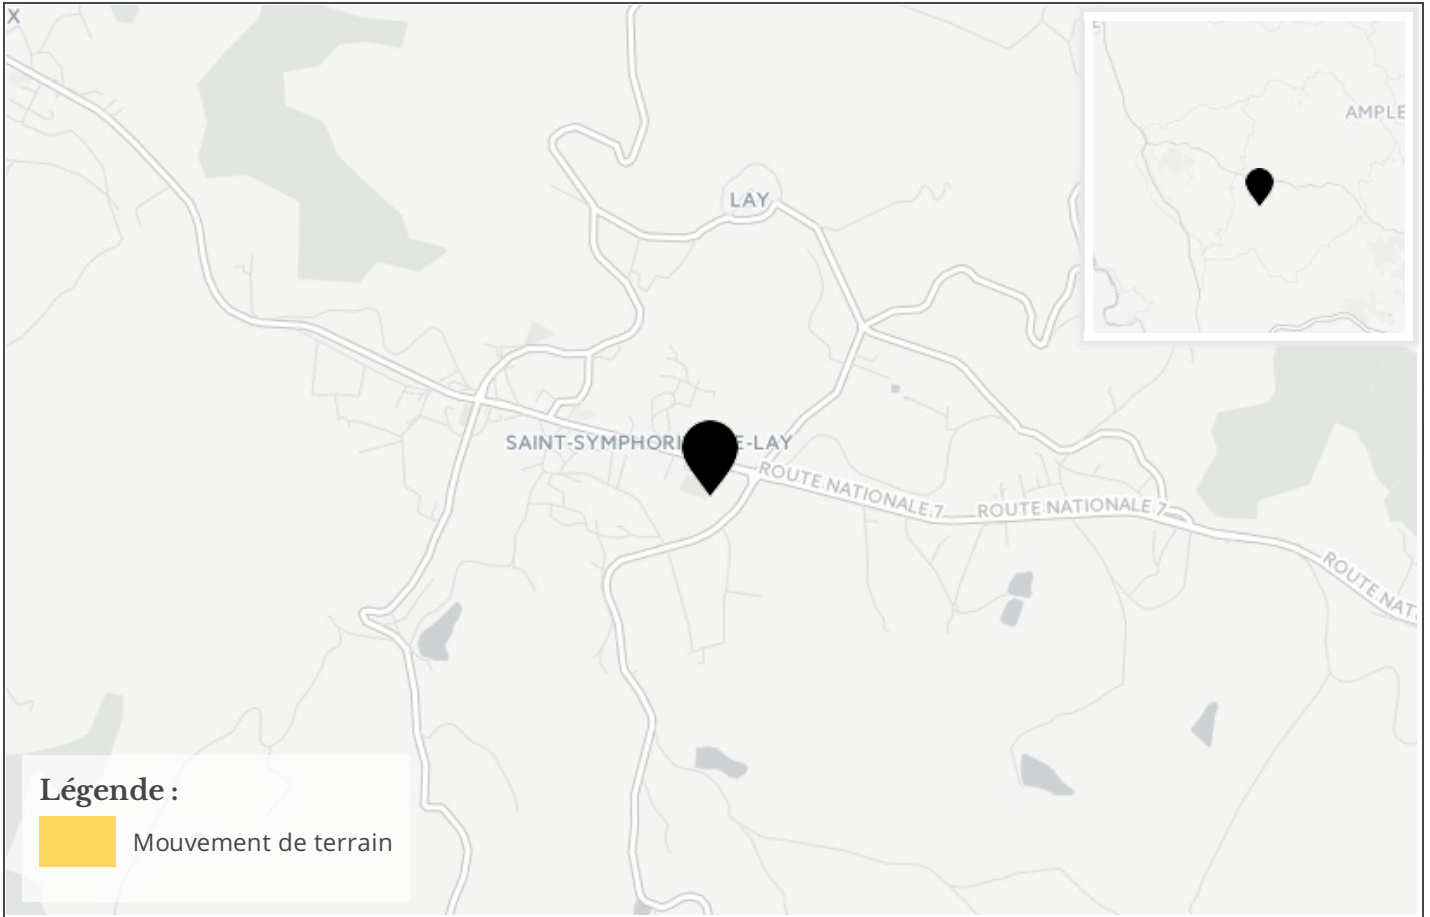 X
E
AMPLE
LAY
SAINT-SYMPHORI E-LAY
ROUTE NATIONALE 7
ROUTE NATIONALE 7
ROUTE NAT
Légende :
Mouvement de terrain